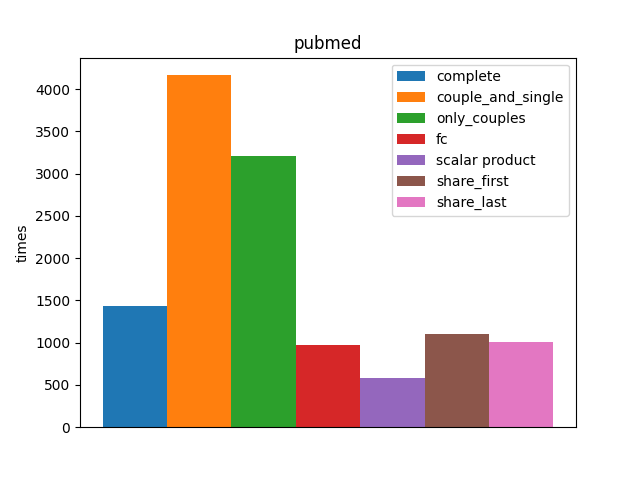 pubmed
times
4000
3500
3000
2500
2000
1500
1000
500
0
complete
couple_and_single
only_couples
fc
scalar product
share_first
share_last